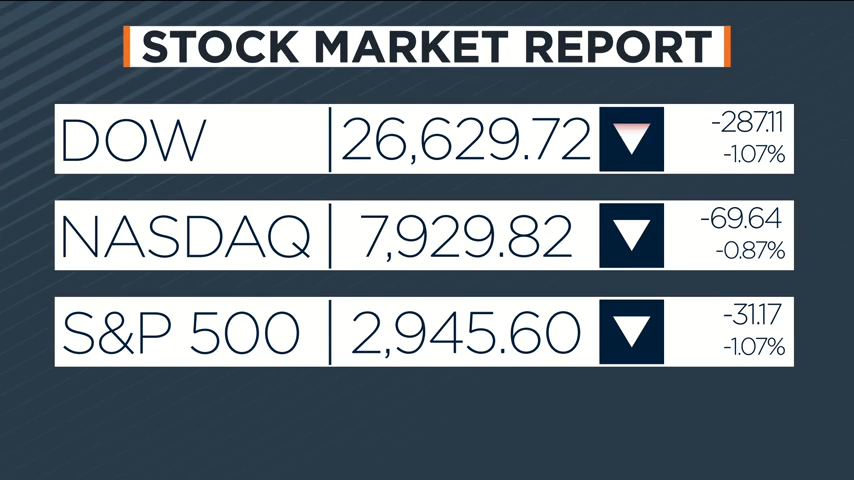 STOCK MARKET REPORT
DOW 26,629.72 -287.11
-1.07%
NASDAQ 7,929.82 -69.64
-0.87%
S&P 500 2,945.60 -31.17
-1.07%